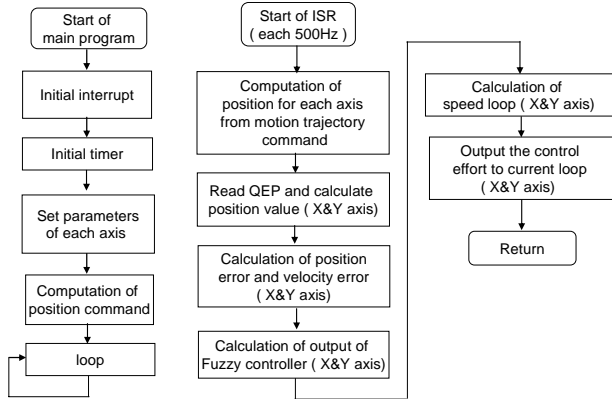 Start of
main program
Initial interrupt
Initial timer
Set parameters
of each axis
Computation of
position command
loop
Start of ISR
( each 500Hz )
Computation of
position for each axis
from motion trajectory
command
Read QEP and calculate
position value ( X&Y axis)
Calculation of position
error and velocity error
( X&Y axis)
Calculation of output of
Fuzzy controller ( X&Y axis)
Calculation of
speed loop ( X&Y axis)
Output the control
effort to current loop
( X&Y axis)
Return